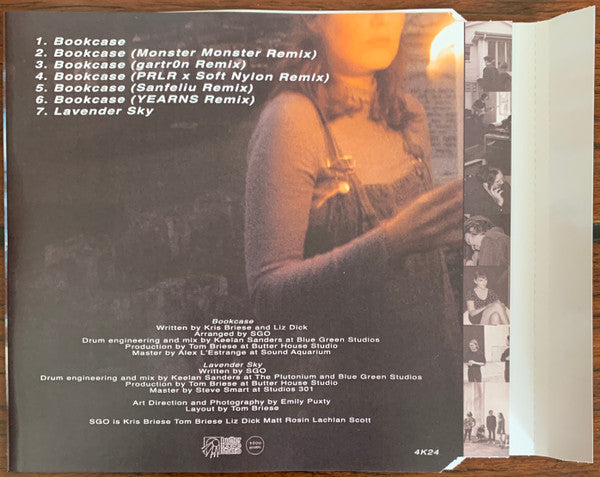 1. Bookcase
2. Bookcase (Monster Monster Remix)
3. Bookcase (gartr0n Remix)
4. Bookcase (PRLR x Soft Nylon Remix)
5. Bookcase (Sanfeliu Remix)
6. Bookcase (YEARNS Remix)
7. Lavender Sky
Bookcase
Written by Kris Briese and Liz Dick
Arranged by SGO
Drum engineering and mix by Keelan Sanders at Blue Green Studios
Production by Tom Briese at Butter House Studio
Master by Alex L'Estrange at Sound Aquarium
Lavender Sky
Written by SGO
Drum engineering and mix by Keelan Sanders at The Plutonium and Blue Green Studios
Production by Tom Briese at Butter House Studio
Master by Steve Smart at Studios 301
Art Direction and Photography by Emily Puxty
Layout by Tom Briese
SGO is Kris Briese Tom Briese Liz Dick Matt Rosin Lachlan Scott
4K24